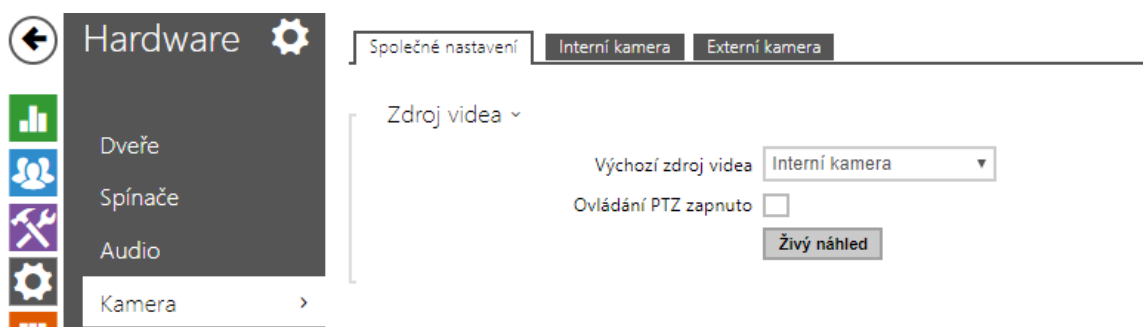 Hardware
Dveře
Spínače
Audio
Kamera
Společné nastavení
Interní kamera
Externí kamera
Zdroj videa
Výchozí zdroj videa Interní kamera
Ovládání PTZ zapnuto
Živý náhled